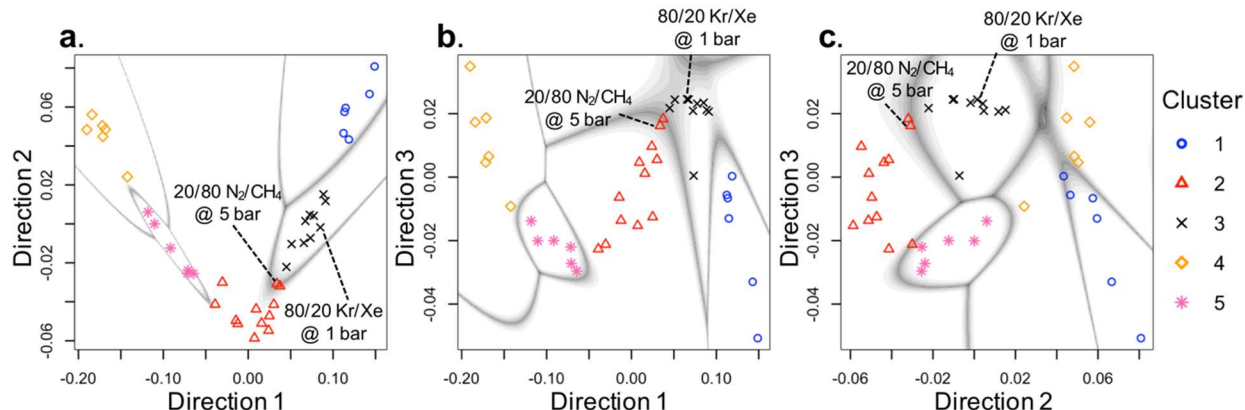 a.
20/80 N₂/CH₄
@ 5 bar
80/20 Kr/Xe
@ 1 bar
Direction 2
0.06
0.02
-0.02
-0.06
-0.20
-0.10
0.00
0.10
Direction 1
b.
80/20 Kr/Xe
@ 1 bar
20/80 N₂/CH₄
@ 5 bar
Direction 3
0.02
0.00
-0.02
-0.04
-0.20
-0.10
0.00
0.10
Direction 1
c.
80/20 Kr/Xe
@ 1 bar
20/80 N₂/CH₄
@ 5 bar
Direction 3
0.02
0.00
-0.02
-0.04
-0.06
-0.02
0.02
0.06
Direction 2
Cluster
1
2
3
4
5